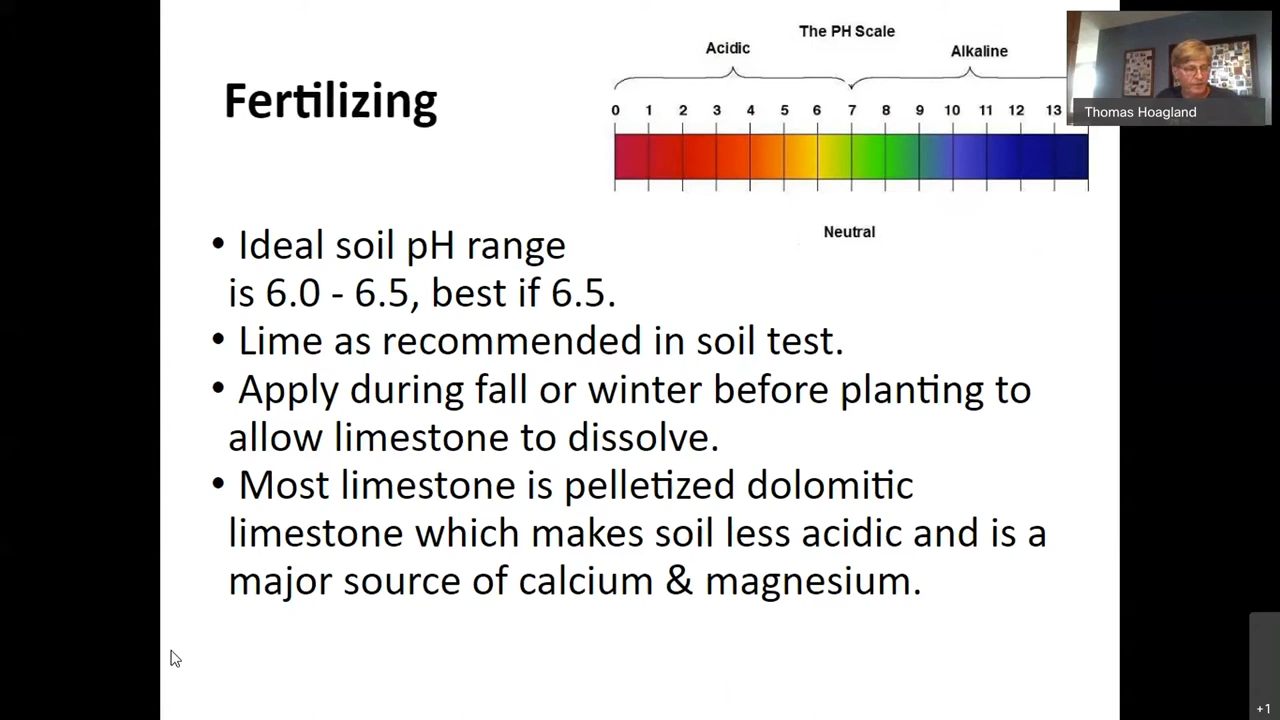 The PH Scale
Acidic
Alkaline
0 1 2 3 4 5 6 7 8 9 10 11 12 13
Neutral
Thomas Hoagland
Fertilizing
• Ideal soil pH range
is 6.0 - 6.5, best if 6.5.
• Lime as recommended in soil test.
• Apply during fall or winter before planting to
allow limestone to dissolve.
• Most limestone is pelletized dolomitic
limestone which makes soil less acidic and is a
major source of calcium & magnesium.
+1